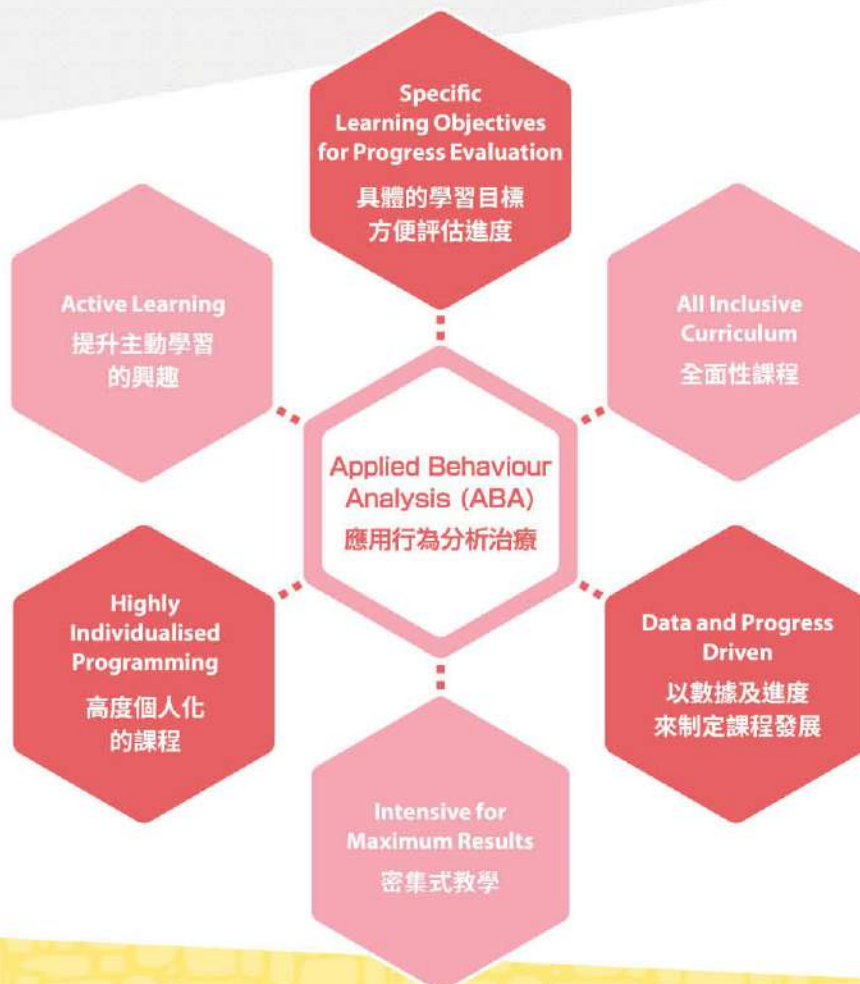 Specific
Learning Objectives
for Progress Evaluation
具體的學習目標
方便評估進度
Active Learning
提升主動學習
的興趣
All Inclusive
Curriculum
全面性課程
Applied Behaviour
Analysis (ABA)
應用行為分析治療
Highly
Individualised
Programming
高度個人化
的課程
Data and Progress
Driven
以數據及進度
來制定課程發展
Intensive for
Maximum Results
密集式教學